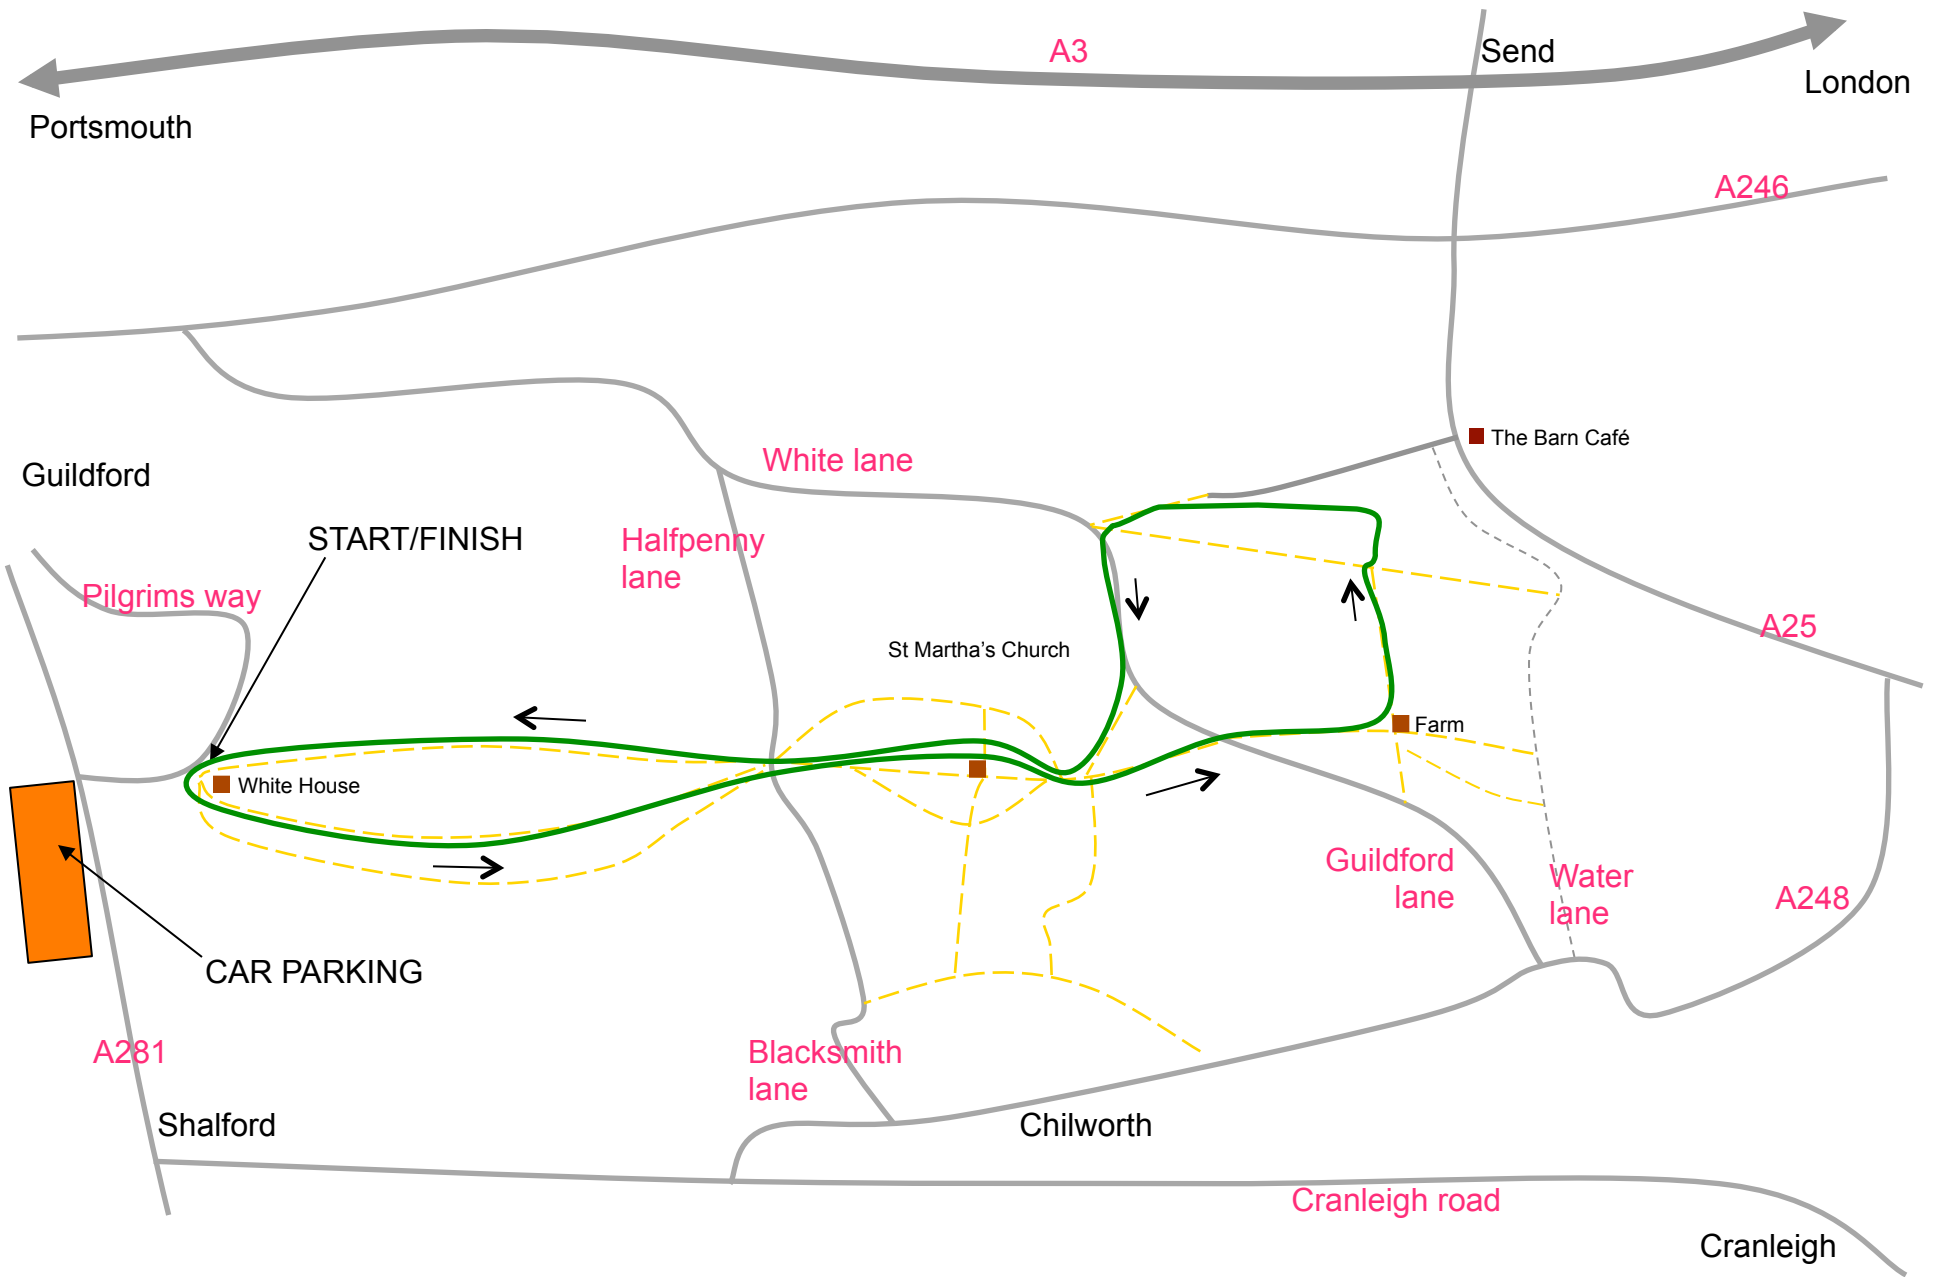 A3
Send
London
Portsmouth
A246
The Barn Café
White lane
Guildford
START/FINISH
Halfpenny
lane
Pilgrims way
A25
St Martha's Church
Farm
White House
Guildford
lane
Water
lane
A248
CAR PARKING
A281
Blacksmith
lane
Shalford
Chilworth
Cranleigh road
Cranleigh